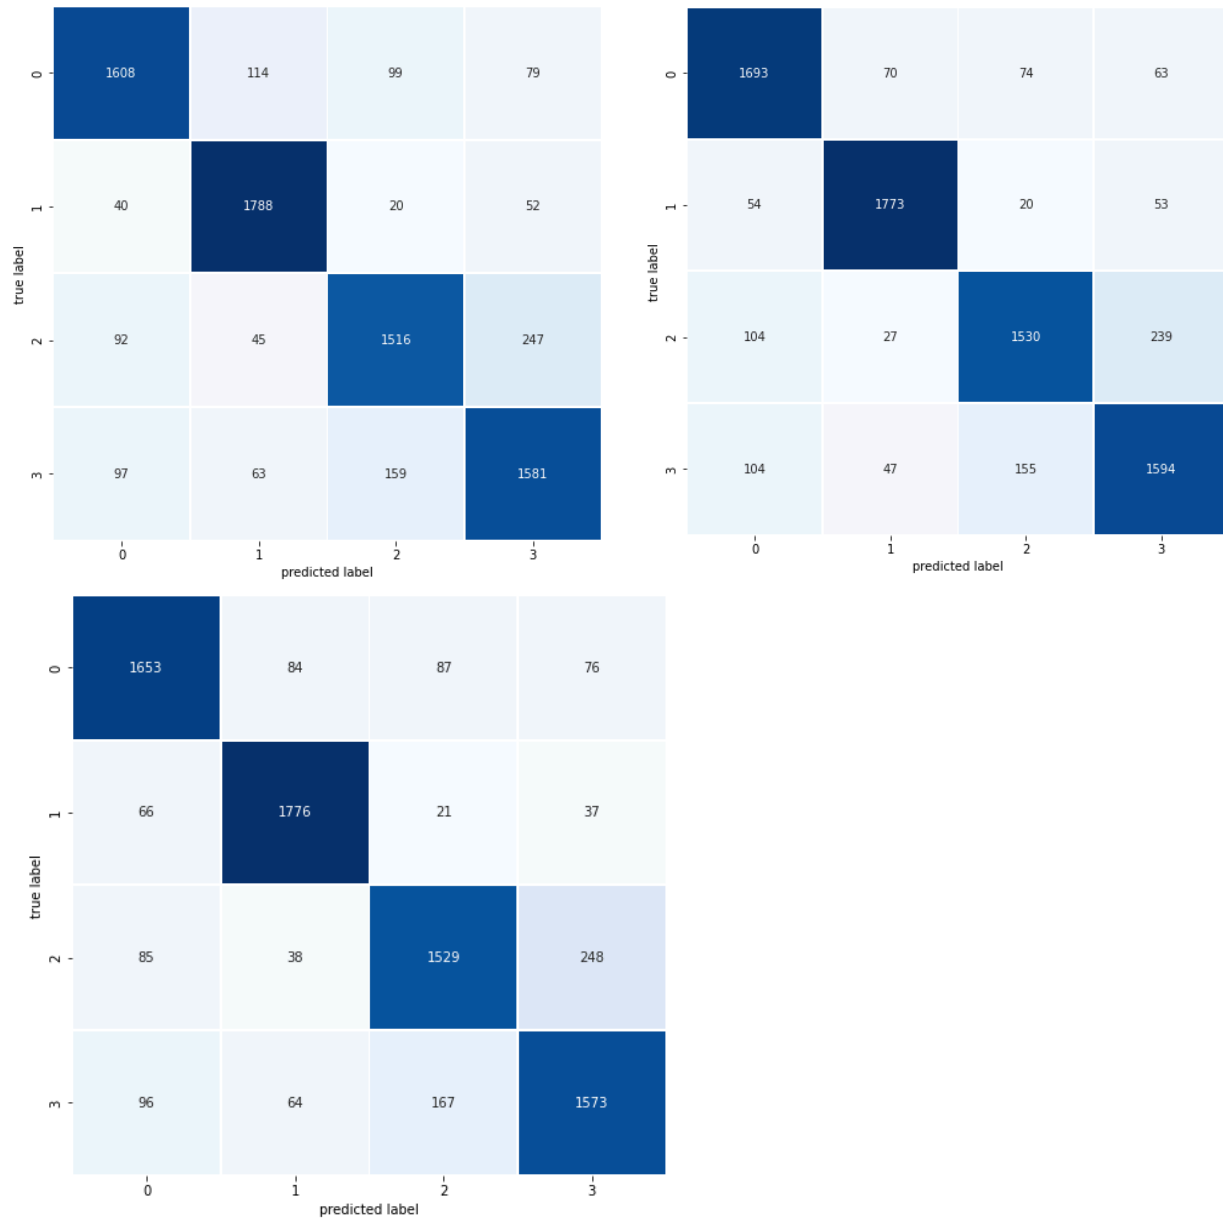 0 1608 114 99 79
1 40 1788 20 52
2 92 45 1516 247
3 97 63 159 1581
0 1 2 3
true label
predicted label
0 1693 70 74 63
1 54 1773 20 53
2 104 27 1530 239
3 104 47 155 1594
0 1 2 3
true label
predicted label
0 1653 84 87 76
1 66 1776 21 37
2 85 38 1529 248
3 96 64 167 1573
0 1 2 3
true label
predicted label